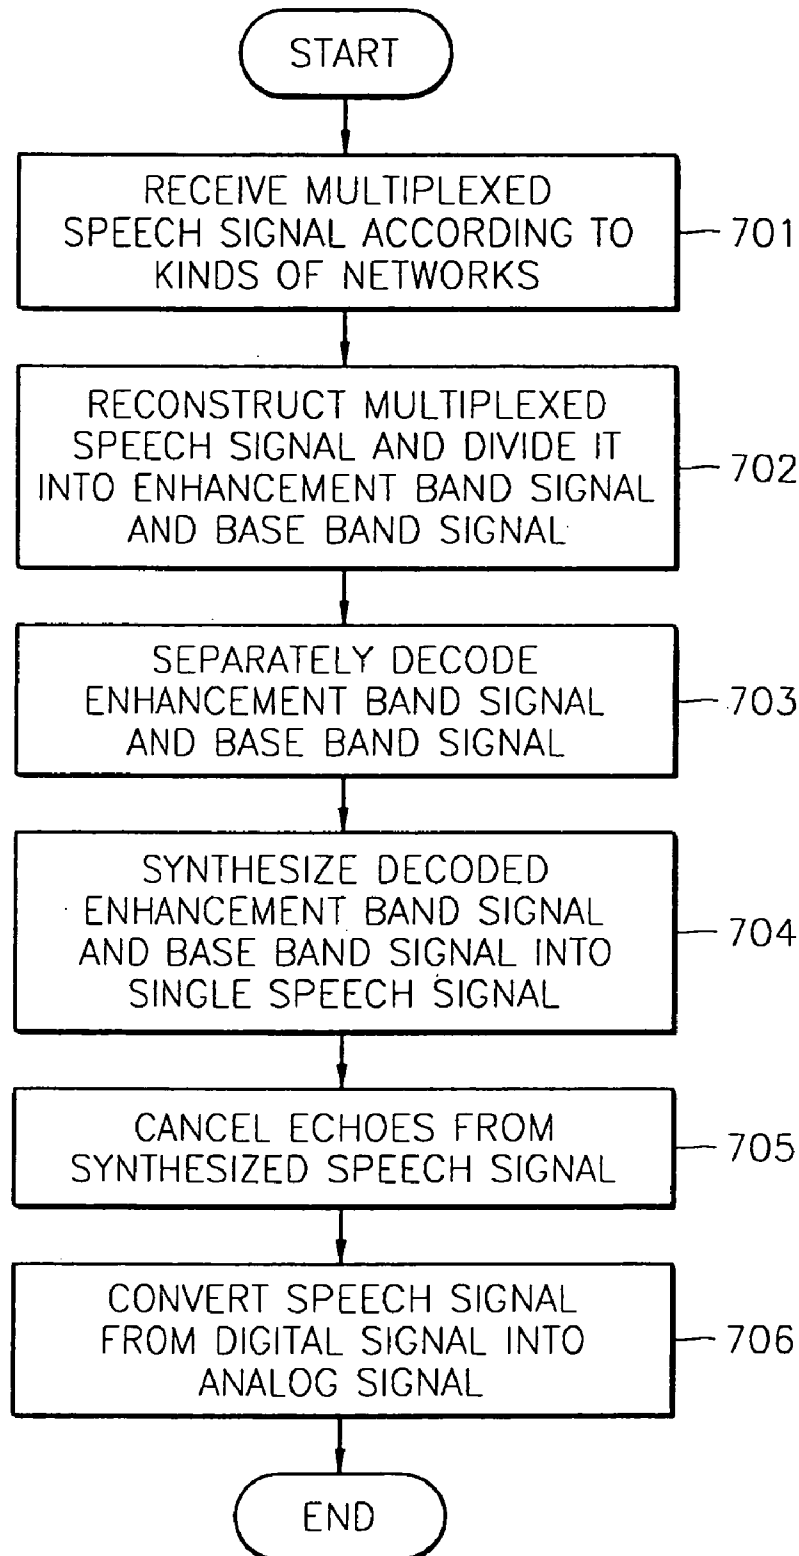 START
RECEIVE MULTIPLEXED
SPEECH SIGNAL ACCORDING TO
KINDS OF NETWORKS
701
RECONSTRUCT MULTIPLEXED
SPEECH SIGNAL AND DIVIDE IT
INTO ENHANCEMENT BAND SIGNAL
AND BASE BAND SIGNAL
702
SEPARATELY DECODE
ENHANCEMENT BAND SIGNAL
AND BASE BAND SIGNAL
703
SYNTHESIZE DECODED
ENHANCEMENT BAND SIGNAL
AND BASE BAND SIGNAL INTO
SINGLE SPEECH SIGNAL
704
CANCEL ECHOES FROM
SYNTHESIZED SPEECH SIGNAL
705
CONVERT SPEECH SIGNAL
FROM DIGITAL SIGNAL INTO
ANALOG SIGNAL
706
END